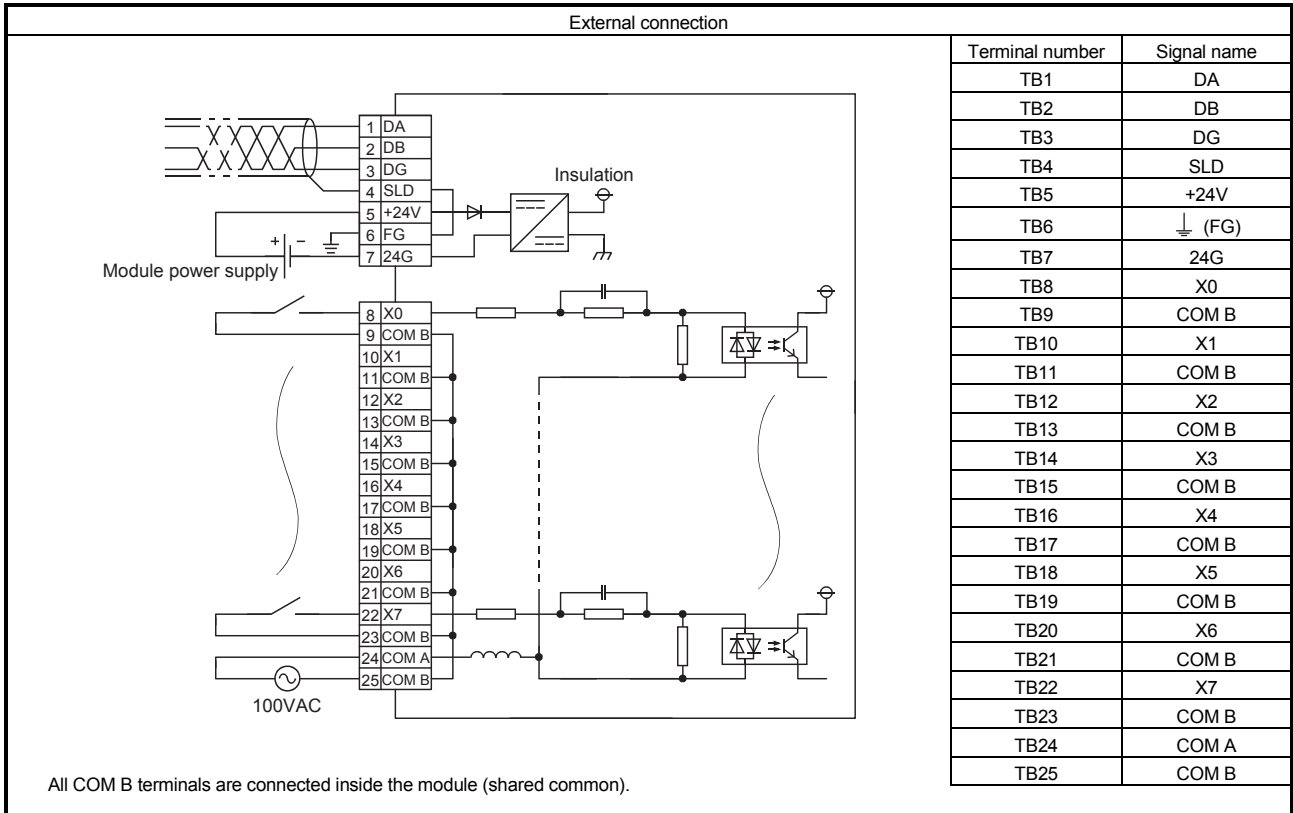 External connection
Terminal number Signal name
TB1 DA
TB2 DB
TB3 DG
TB4 SLD
TB5 +24V
TB6 (FG)
TB7 24G
TB8 X0
TB9 COM B
TB10 X1
TB11 COM B
TB12 X2
TB13 COM B
TB14 X3
TB15 COM B
TB16 X4
TB17 COM B
TB18 X5
TB19 COM B
TB20 X6
TB21 COM B
TB22 X7
TB23 COM B
TB24 COM A
TB25 COM B
1 DA
2 DB
3 DG
4 SLD
5 +24V
6 FG
7 24G
Insulation
+ −
Module power supply
8 X0
9 COM B
10 X1
11 COM B
12 X2
13 COM B
14 X3
15 COM B
16 X4
17 COM B
18 X5
19 COM B
20 X6
21 COM B
22 X7
23 COM B
24 COM A
25 COM B
100VAC
All COM B terminals are connected inside the module (shared common).